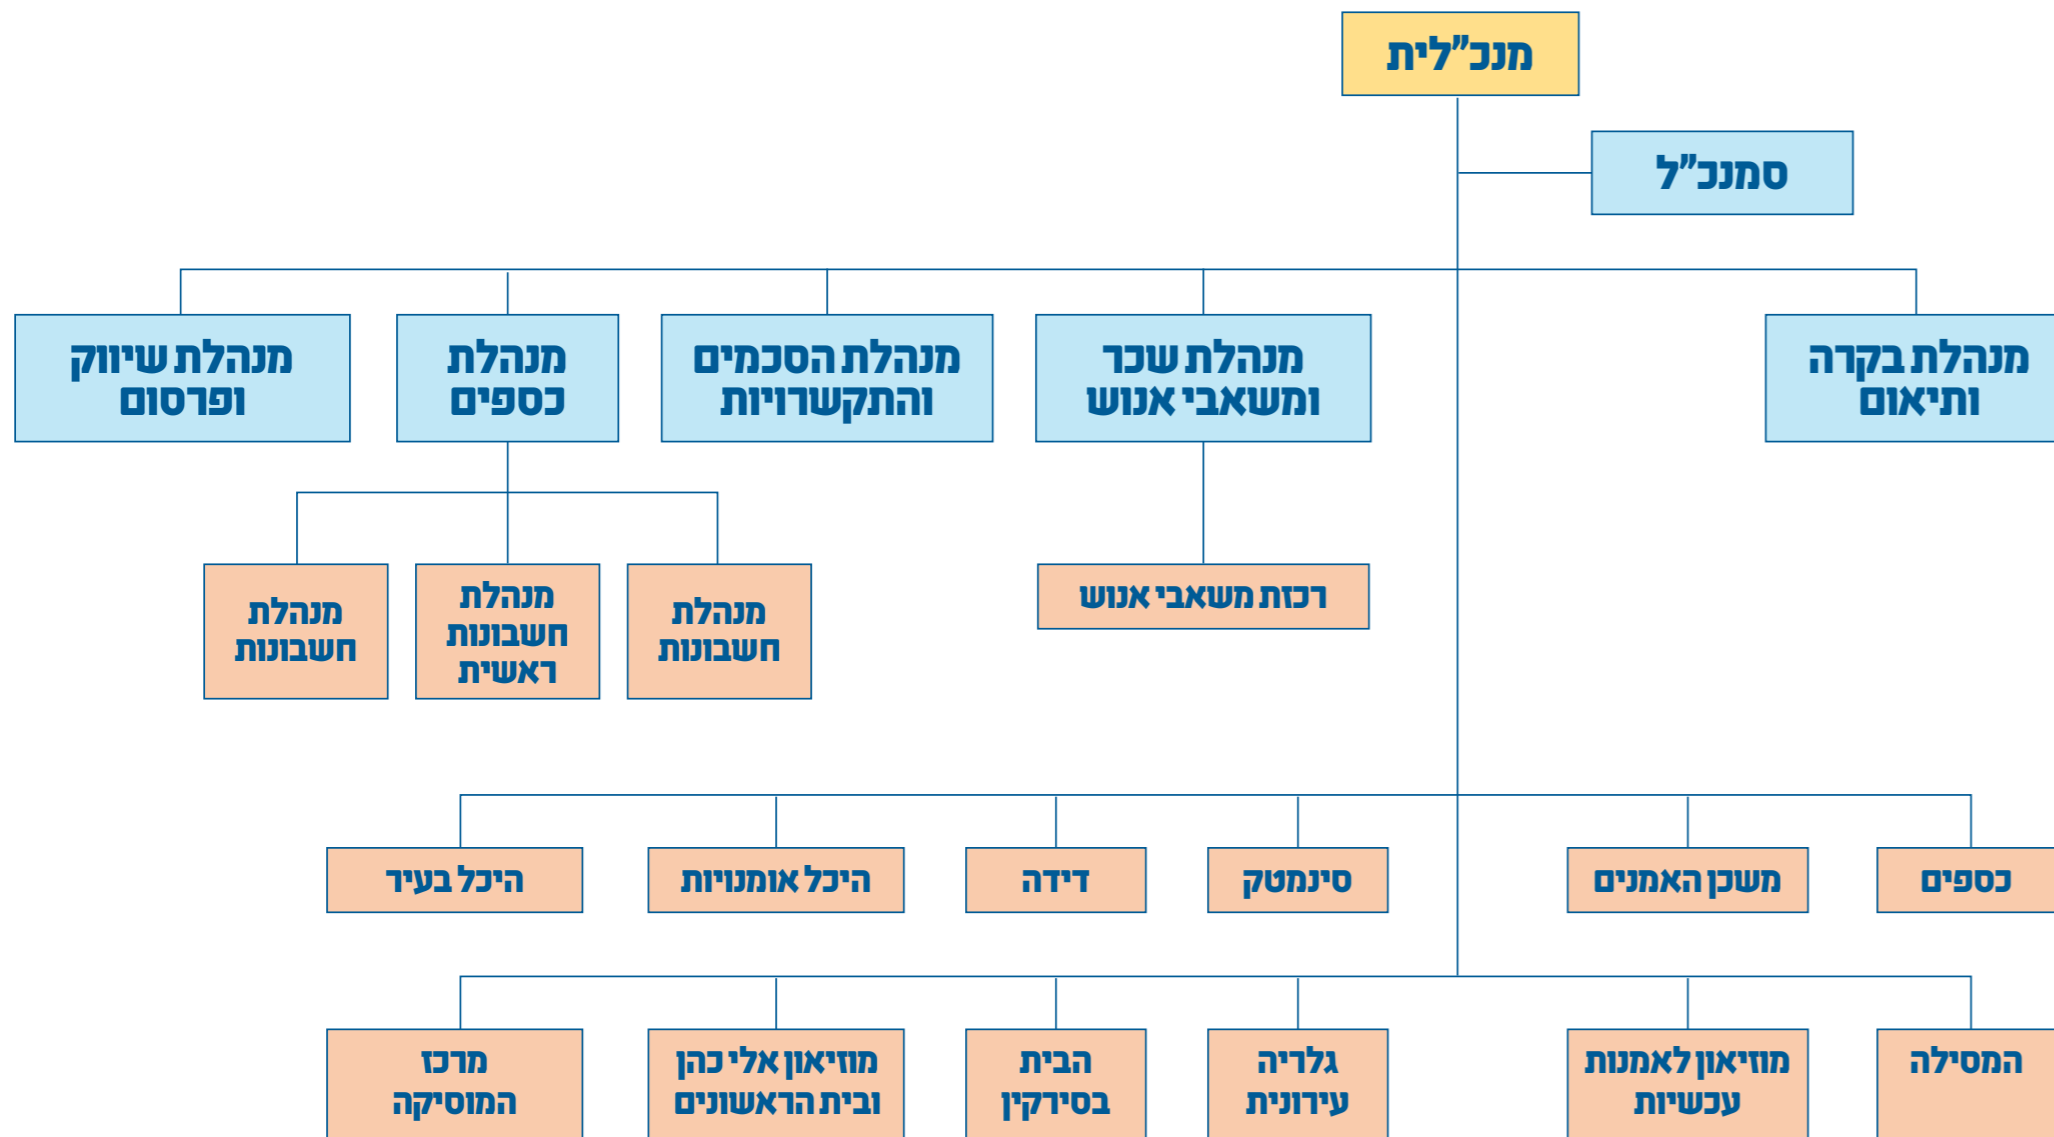 מנכ"לית
סמנכ"ל
מנהלת בקרה
ותיאום
מנהלת שכר
ומשאבי אנוש
מנהלת הסכמים
והתקשרויות
מנהלת
כספים
מנהלת שיווק
ופרסום
רכזת משאבי אנוש
מנהלת
חשבונות
מנהלת
חשבונות
ראשית
מנהלת
חשבונות
כספים
משכן האמנים
סינמטק
דידה
היכל אומנויות
היכל בעיר
המסילה
מוזיאון לאמנות
עכשיות
גלריה
עירונית
הבית
בסירקין
מוזיאון אלי כהן
ובית הראשונים
מרכז
המוסיקה